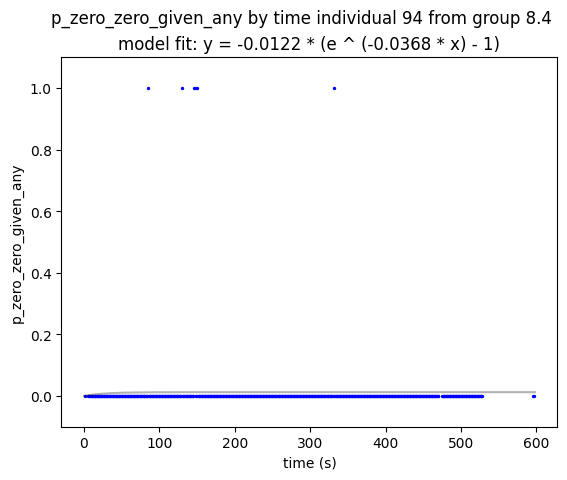 p_zero_zero_given_any by time individual 94 from group 8.4
model fit: y = -0.0122 * (e ^ (-0.0368 * x) - 1)
p_zero_zero_given_any
1.0
0.8
0.6
0.4
0.2
0.0
0 100 200 300 400 500 600
time (s)